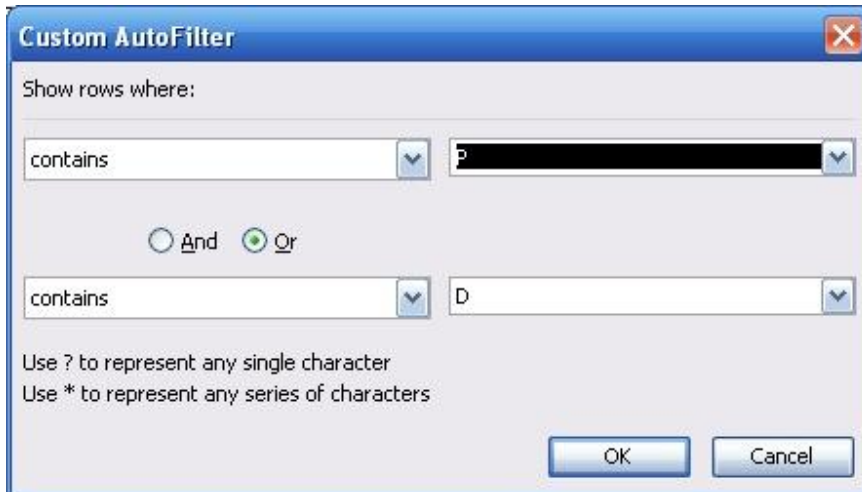 Custom AutoFilter
Show rows where:
contains P
And Or
contains D
Use ? to represent any single character
Use * to represent any series of characters
OK Cancel